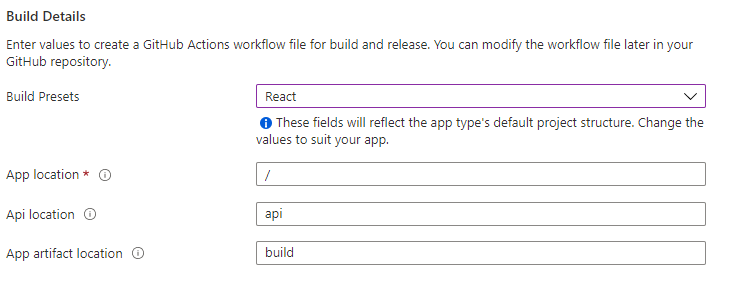 Build Details
Enter values to create a GitHub Actions workflow file for build and release. You can modify the workflow file later in your
GitHub repository.
Build Presets
React
These fields will reflect the app type's default project structure. Change the
values to suit your app.
App location *
/
Api location
api
App artifact location
build